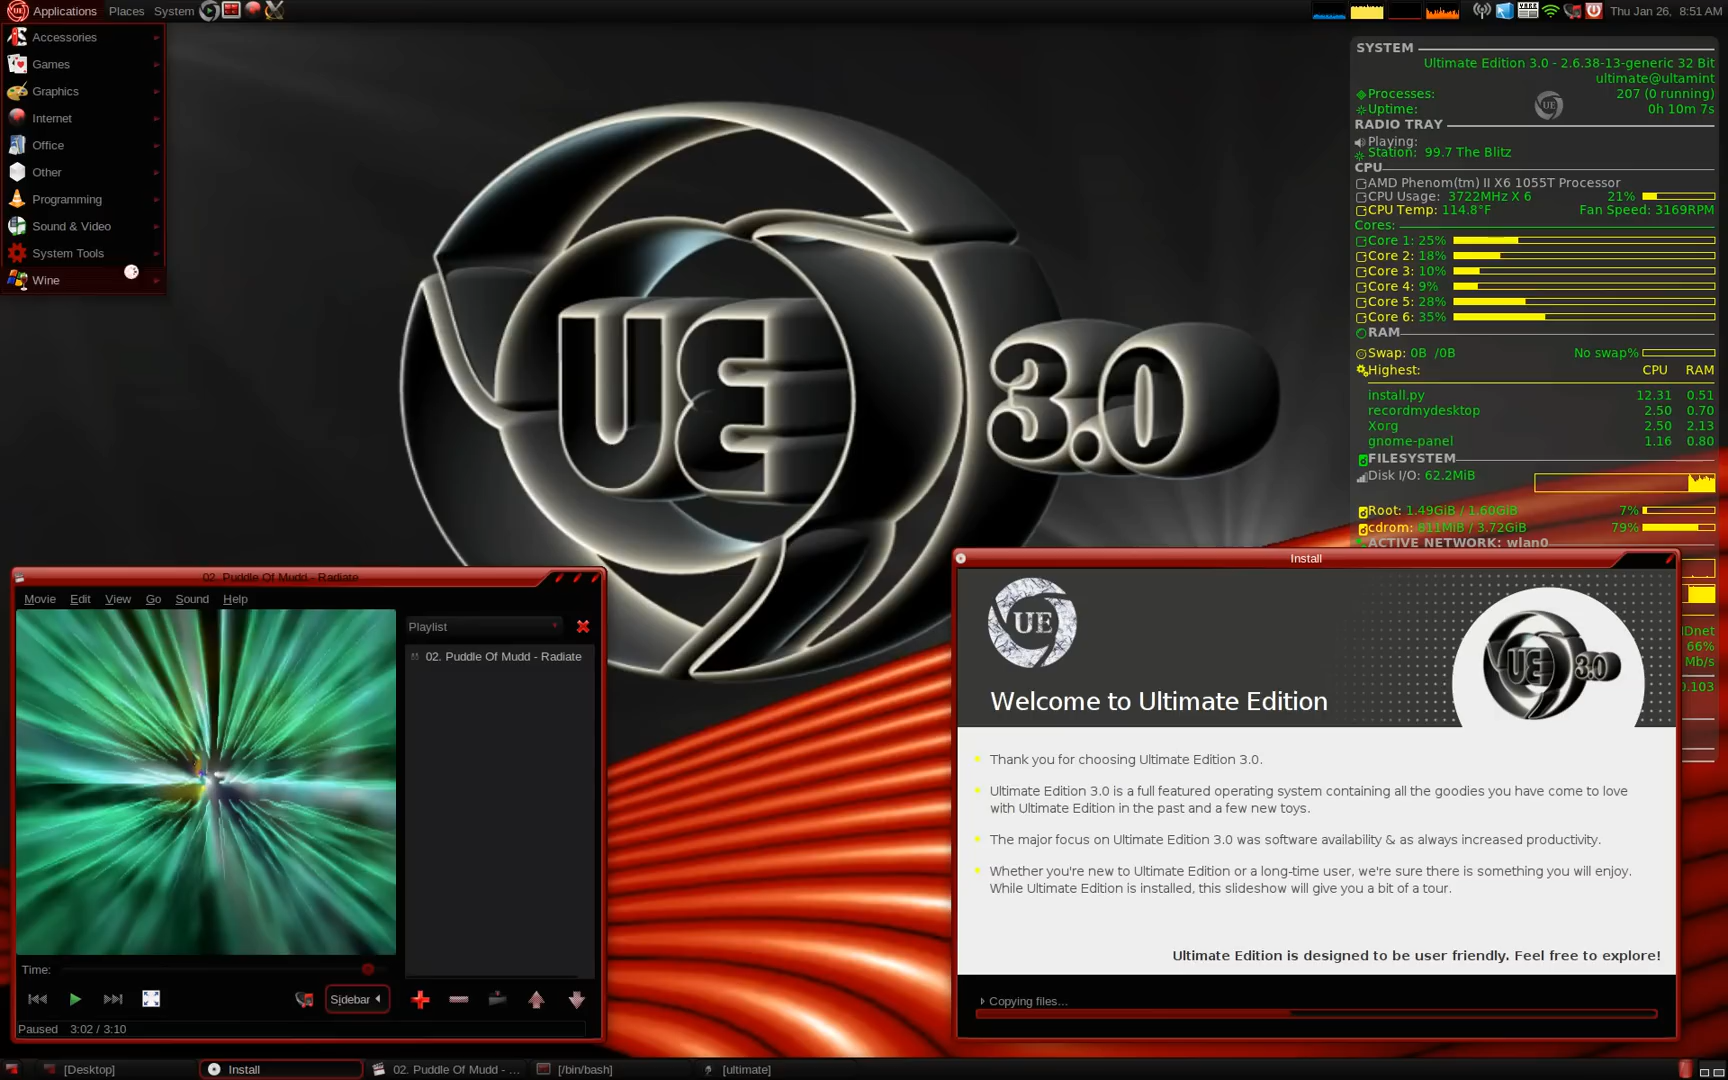 Applications Places System
Thu Jan 26, 8:51 AM
Accessories
Games
Graphics
Internet
Office
Other
Programming
Sound & Video
System Tools
Wine
UE 3.0
SYSTEM
Ultimate Edition 3.0 - 2.6.38-13-generic 32 Bit
ultimate@ultamint
Processes: 207 (0 running)
Uptime: 0h 10m 7s
UE
RADIO TRAY
Playing:
Station: 99.7 The Blitz
CPU
AMD Phenom(tm) II X6 1055T Processor
CPU Usage: 3722MHz X 6 21%
CPU Temp: 114.8°F Fan Speed: 3169RPM
Cores:
Core 1: 25%
Core 2: 18%
Core 3: 10%
Core 4: 9%
Core 5: 28%
Core 6: 35%
RAM
Swap: 0B /0B No swap%
Highest: CPU RAM
install.py 12.31 0.51
recordmydesktop 2.50 0.70
Xorg 2.50 2.13
gnome-panel 1.16 0.80
FILESYSTEM
Disk I/O: 62.2MiB
Root: 1.49GiB / 1.60GiB 7%
cdrom: 811MiB / 3.72GiB 79%
ACTIVE NETWORK: wlan0
IDnet
66%
Mb/s
0.103
02. Puddle Of Mudd - Radiate
Movie Edit View Go Sound Help
Playlist
02. Puddle Of Mudd - Radiate
Time:
Sidebar
Paused 3:02 / 3:10
Install
UE
UE 3.0
Welcome to Ultimate Edition
Thank you for choosing Ultimate Edition 3.0.
Ultimate Edition 3.0 is a full featured operating system containing all the goodies you have come to love
with Ultimate Edition in the past and a few new toys.
The major focus on Ultimate Edition 3.0 was software availability & as always increased productivity.
Whether you're new to Ultimate Edition or a long-time user, we're sure there is something you will enjoy.
While Ultimate Edition is installed, this slideshow will give you a bit of a tour.
Ultimate Edition is designed to be user friendly. Feel free to explore!
Copying files...
[Desktop]
Install
02. Puddle Of Mudd - ...
[/bin/bash]
[ultimate]